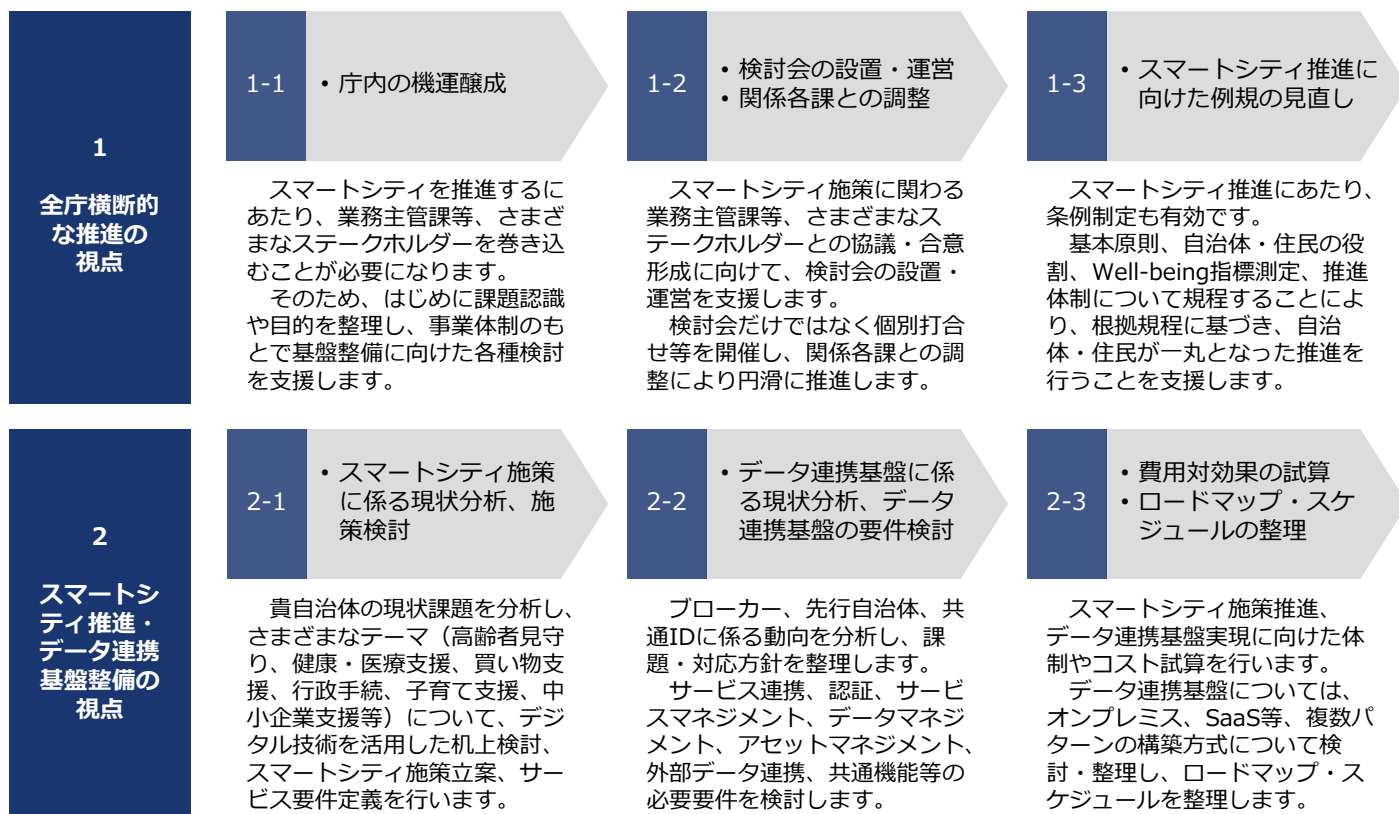 1
全庁横断的
な推進の
視点
1-1
• 庁内の機運醸成
スマートシティを推進するに
あたり、業務主管課等、さまざ
まなステークホルダーを巻き込
むことが必要になります。
そのため、はじめに課題認識
や目的を整理し、事業体制のも
とで基盤整備に向けた各種検討
を支援します。
1-2
• 検討会の設置・運営
• 関係各課との調整
スマートシティ施策に関わる
業務主管課等、さまざまなス
テークホルダーとの協議・合意
形成に向けて、検討会の設置・
運営を支援します。
検討会だけではなく個別打合
せ等を開催し、関係各課との調
整により円滑に推進します。
1-3
• スマートシティ推進に
向けた例規の見直し
スマートシティ推進にあたり、
条例制定も有効です。
基本原則、自治体・住民の役
割、Well-being指標測定、推進
体制について規程することによ
り、根拠規程に基づき、自治
体・住民が一丸となった推進を
行うことを支援します。
2
スマートシ
ティ推進・
データ連携
基盤整備の
視点
2-1
• スマートシティ施策
に係る現状分析、施
策検討
貴自治体の現状課題を分析し、
さまざまなテーマ（高齢者見守
り、健康・医療支援、買い物支
援、行政手続、子育て支援、中
小企業支援等）について、デジ
タル技術を活用した机上検討、
スマートシティ施策立案、サー
ビス要件定義を行います。
2-2
• データ連携基盤に係
る現状分析、データ
連携基盤の要件検討
ブローカー、先行自治体、共
通IDに係る動向を分析し、課
題・対応方針を整理します。
サービス連携、認証、サービ
スマネジメント、データマネジ
メント、アセットマネジメント、
外部データ連携、共通機能等の
必要要件を検討します。
2-3
• 費用対効果の試算
• ロードマップ・スケ
ジュールの整理
スマートシティ施策推進、
データ連携基盤実現に向けた体
制やコスト試算を行います。
データ連携基盤については、
オンプレミス、SaaS等、複数パ
ターンの構築方式について検
討・整理し、ロードマップ・ス
ケジュールを整理します。